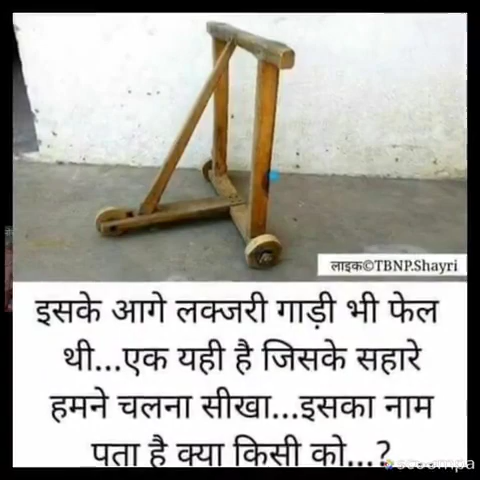 लाइक©TBNP.Shayri
इसके आगे लक्जरी गाड़ी भी फेल
थी...एक यही है जिसके सहारे
हमने चलना सीखा...इसका नाम
पता है क्या किसी को...?